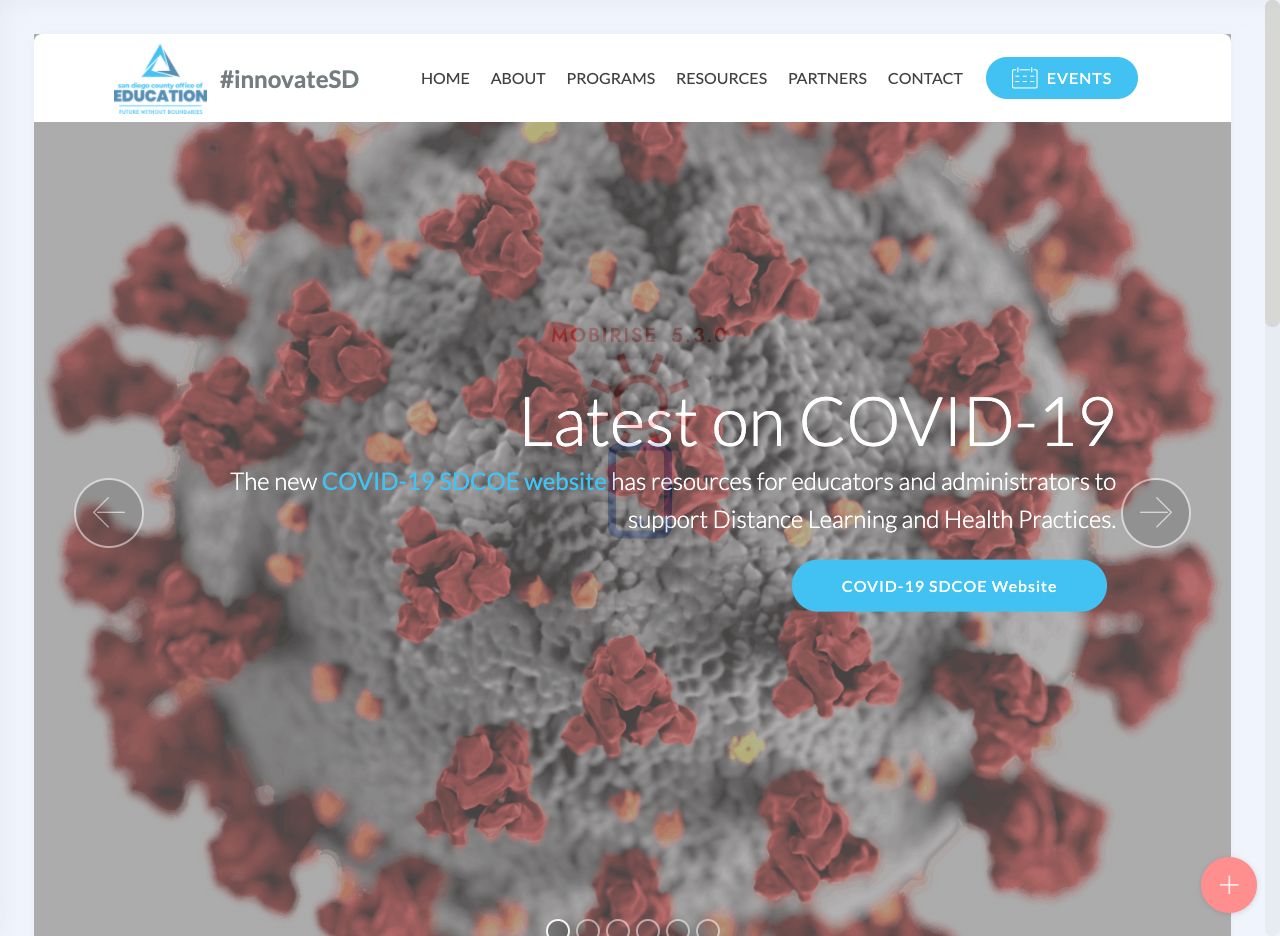 san diego county office of
EDUCATION
FUTURE WITHOUT BOUNDARIES
#innovateSD
HOME ABOUT PROGRAMS RESOURCES PARTNERS CONTACT EVENTS
MOBIRISE 5.3.0
Latest on COVID-19
The new COVID-19 SDCOE website has resources for educators and administrators to
support Distance Learning and Health Practices.
COVID-19 SDCOE Website